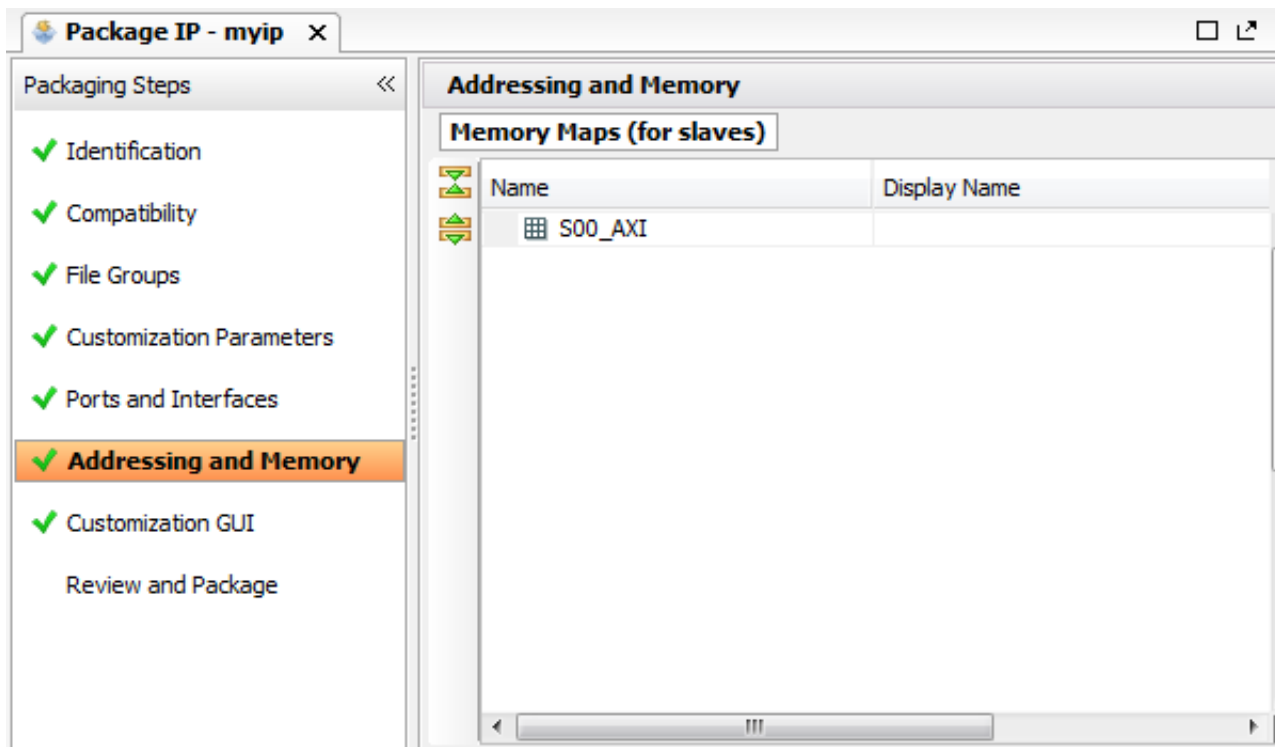 Package IP - myip
Packaging Steps
Identification
Compatibility
File Groups
Customization Parameters
Ports and Interfaces
Addressing and Memory
Customization GUI
Review and Package
Addressing and Memory
Memory Maps (for slaves)
Name Display Name
S00_AXI